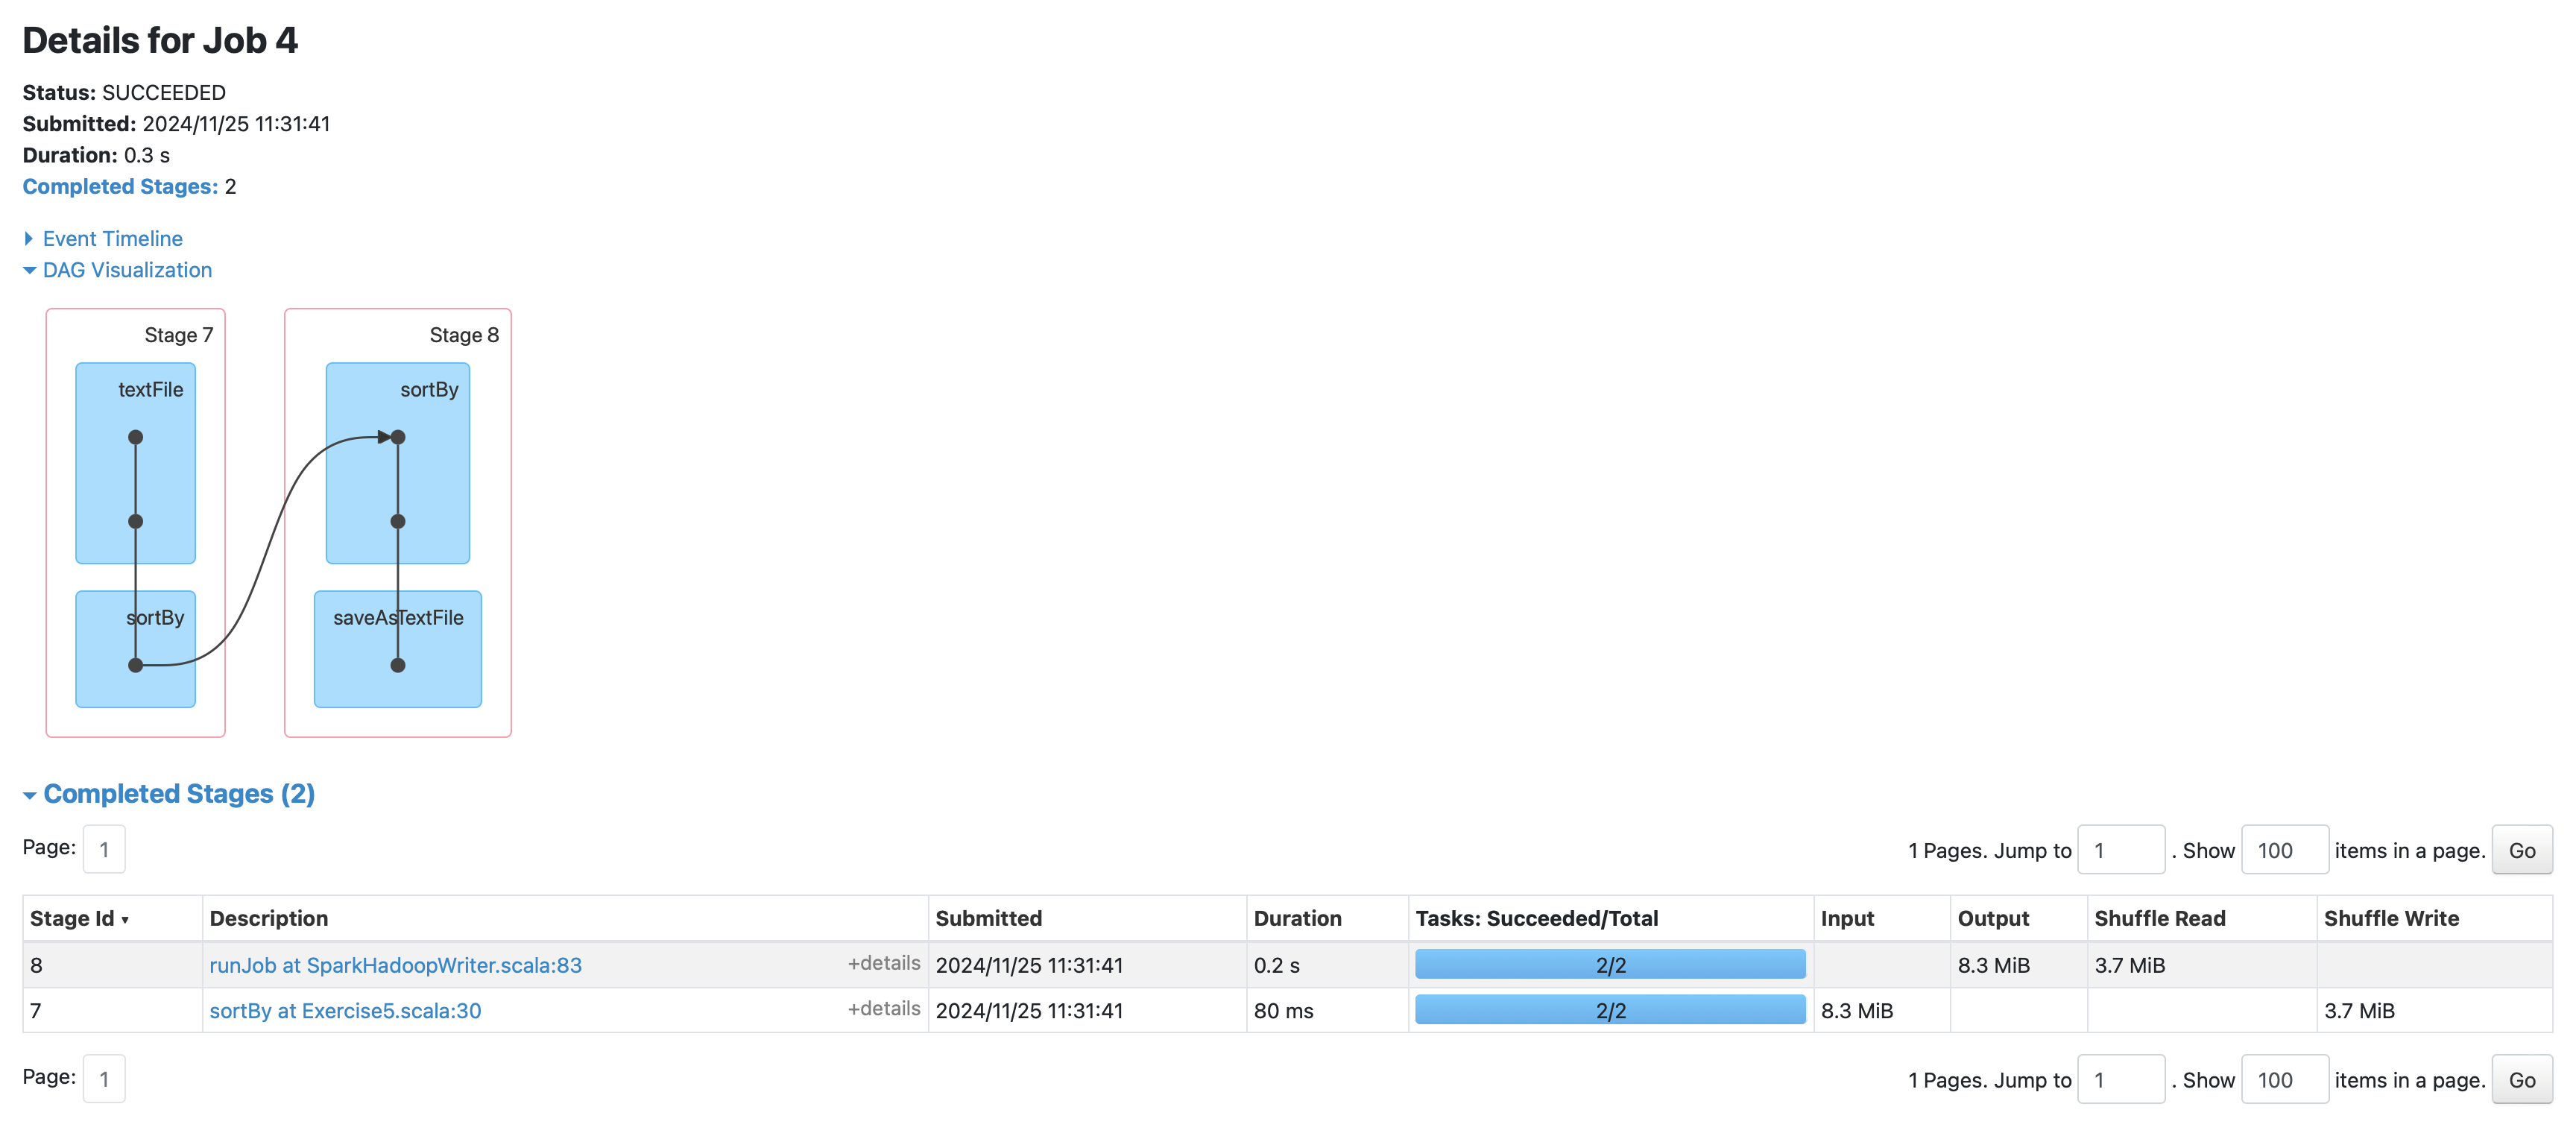 Details for Job 4
Status: SUCCEEDED
Submitted: 2024/11/25 11:31:41
Duration: 0.3 s
Completed Stages: 2
Event Timeline
DAG Visualization
Stage 7
textFile
sortBy
Stage 8
sortBy
saveAsTextFile
Completed Stages (2)
Page: 1
1 Pages. Jump to 1 . Show 100 items in a page. Go
Stage Id ▾ Description Submitted Duration Tasks: Succeeded/Total Input Output Shuffle Read Shuffle Write
8 runJob at SparkHadoopWriter.scala:83 +details 2024/11/25 11:31:41 0.2 s 2/2 8.3 MiB 3.7 MiB
7 sortBy at Exercise5.scala:30 +details 2024/11/25 11:31:41 80 ms 2/2 8.3 MiB 3.7 MiB
Page: 1
1 Pages. Jump to 1 . Show 100 items in a page. Go